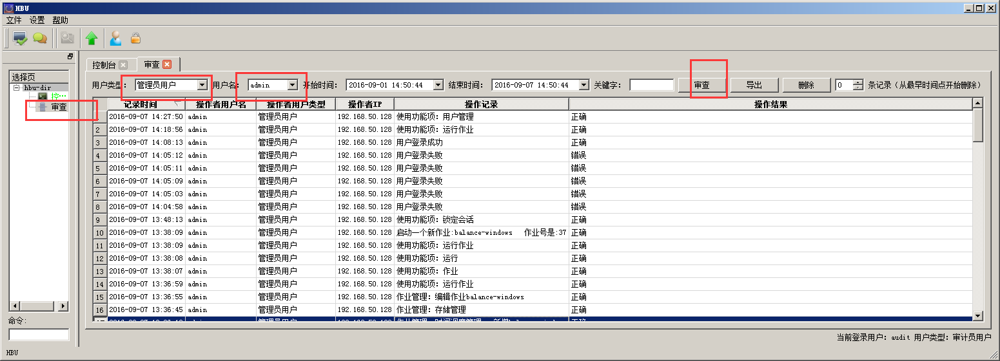 HBU
文件 设置 帮助
控制台 审查
选择页
hbu-dir
控…
审查
用户类型: 管理员用户 用户名: admin 开始时间: 2016-09-01 14:50:44 结束时间: 2016-09-07 14:50:44 关键字: 审查 导出 删除 0 条记录（从最早时间点开始删除）
记录时间 操作者用户名 操作者用户类型 操作者IP 操作记录 操作结果
2016-09-07 14:27:50 admin 管理员用户 192.168.50.128 使用功能项: 用户管理 正确
2 2016-09-07 14:18:56 admin 管理员用户 192.168.50.128 使用功能项: 运行作业 正确
3 2016-09-07 14:08:13 admin 管理员用户 192.168.50.128 用户登录成功 正确
4 2016-09-07 14:05:12 admin 管理员用户 192.168.50.128 用户登录失败 错误
5 2016-09-07 14:05:11 admin 管理员用户 192.168.50.128 用户登录失败 错误
6 2016-09-07 14:05:09 admin 管理员用户 192.168.50.128 用户登录失败 错误
7 2016-09-07 14:05:03 admin 管理员用户 192.168.50.128 用户登录失败 错误
8 2016-09-07 14:04:58 admin 管理员用户 192.168.50.128 用户登录失败 错误
9 2016-09-07 13:48:13 admin 管理员用户 192.168.50.128 使用功能项: 锁定会话 正确
10 2016-09-07 13:38:09 admin 管理员用户 192.168.50.128 启动一个新作业:balance-windows 作业号是:37 正确
11 2016-09-07 13:38:09 admin 管理员用户 192.168.50.128 使用功能项: 运行作业 正确
12 2016-09-07 13:38:08 admin 管理员用户 192.168.50.128 使用功能项: 运行 正确
13 2016-09-07 13:38:07 admin 管理员用户 192.168.50.128 使用功能项: 作业 正确
14 2016-09-07 13:36:59 admin 管理员用户 192.168.50.128 使用功能项: 运行作业 正确
15 2016-09-07 13:36:55 admin 管理员用户 192.168.50.128 作业管理: 编辑作业balance-windows 正确
16 2016-09-07 13:36:45 admin 管理员用户 192.168.50.128 作业管理: 存储管理 正确
命令:
当前登录用户: audit 用户类型: 审计员用户
HBU